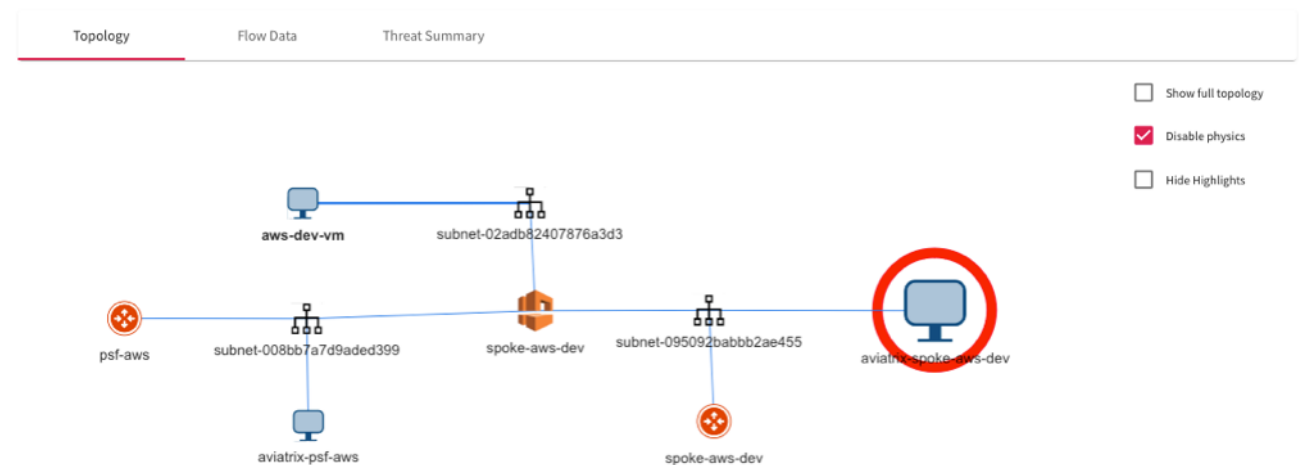 Topology
Flow Data
Threat Summary
Show full topology
Disable physics
Hide Highlights
aws-dev-vm
subnet-02adb82407876a3d3
psf-aws
subnet-008bb7a7d9aded399
spoke-aws-dev
subnet-095092babbb2ae455
aviatrix-spoke-aws-dev
aviatrix-psf-aws
spoke-aws-dev